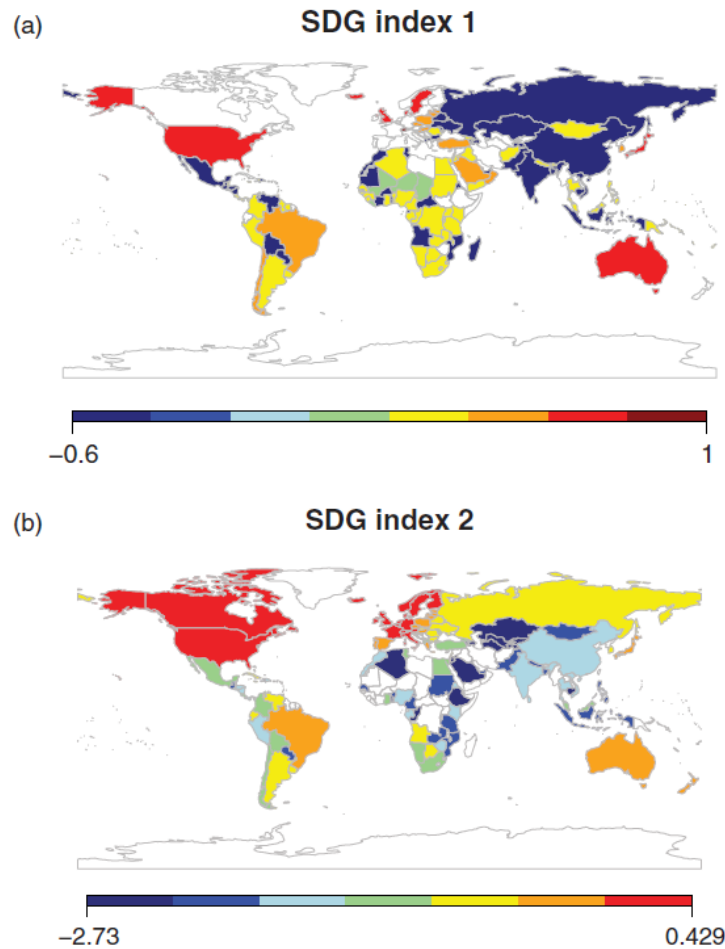 (a)
SDG index 1
−0.6
1
(b)
SDG index 2
−2.73
0.429